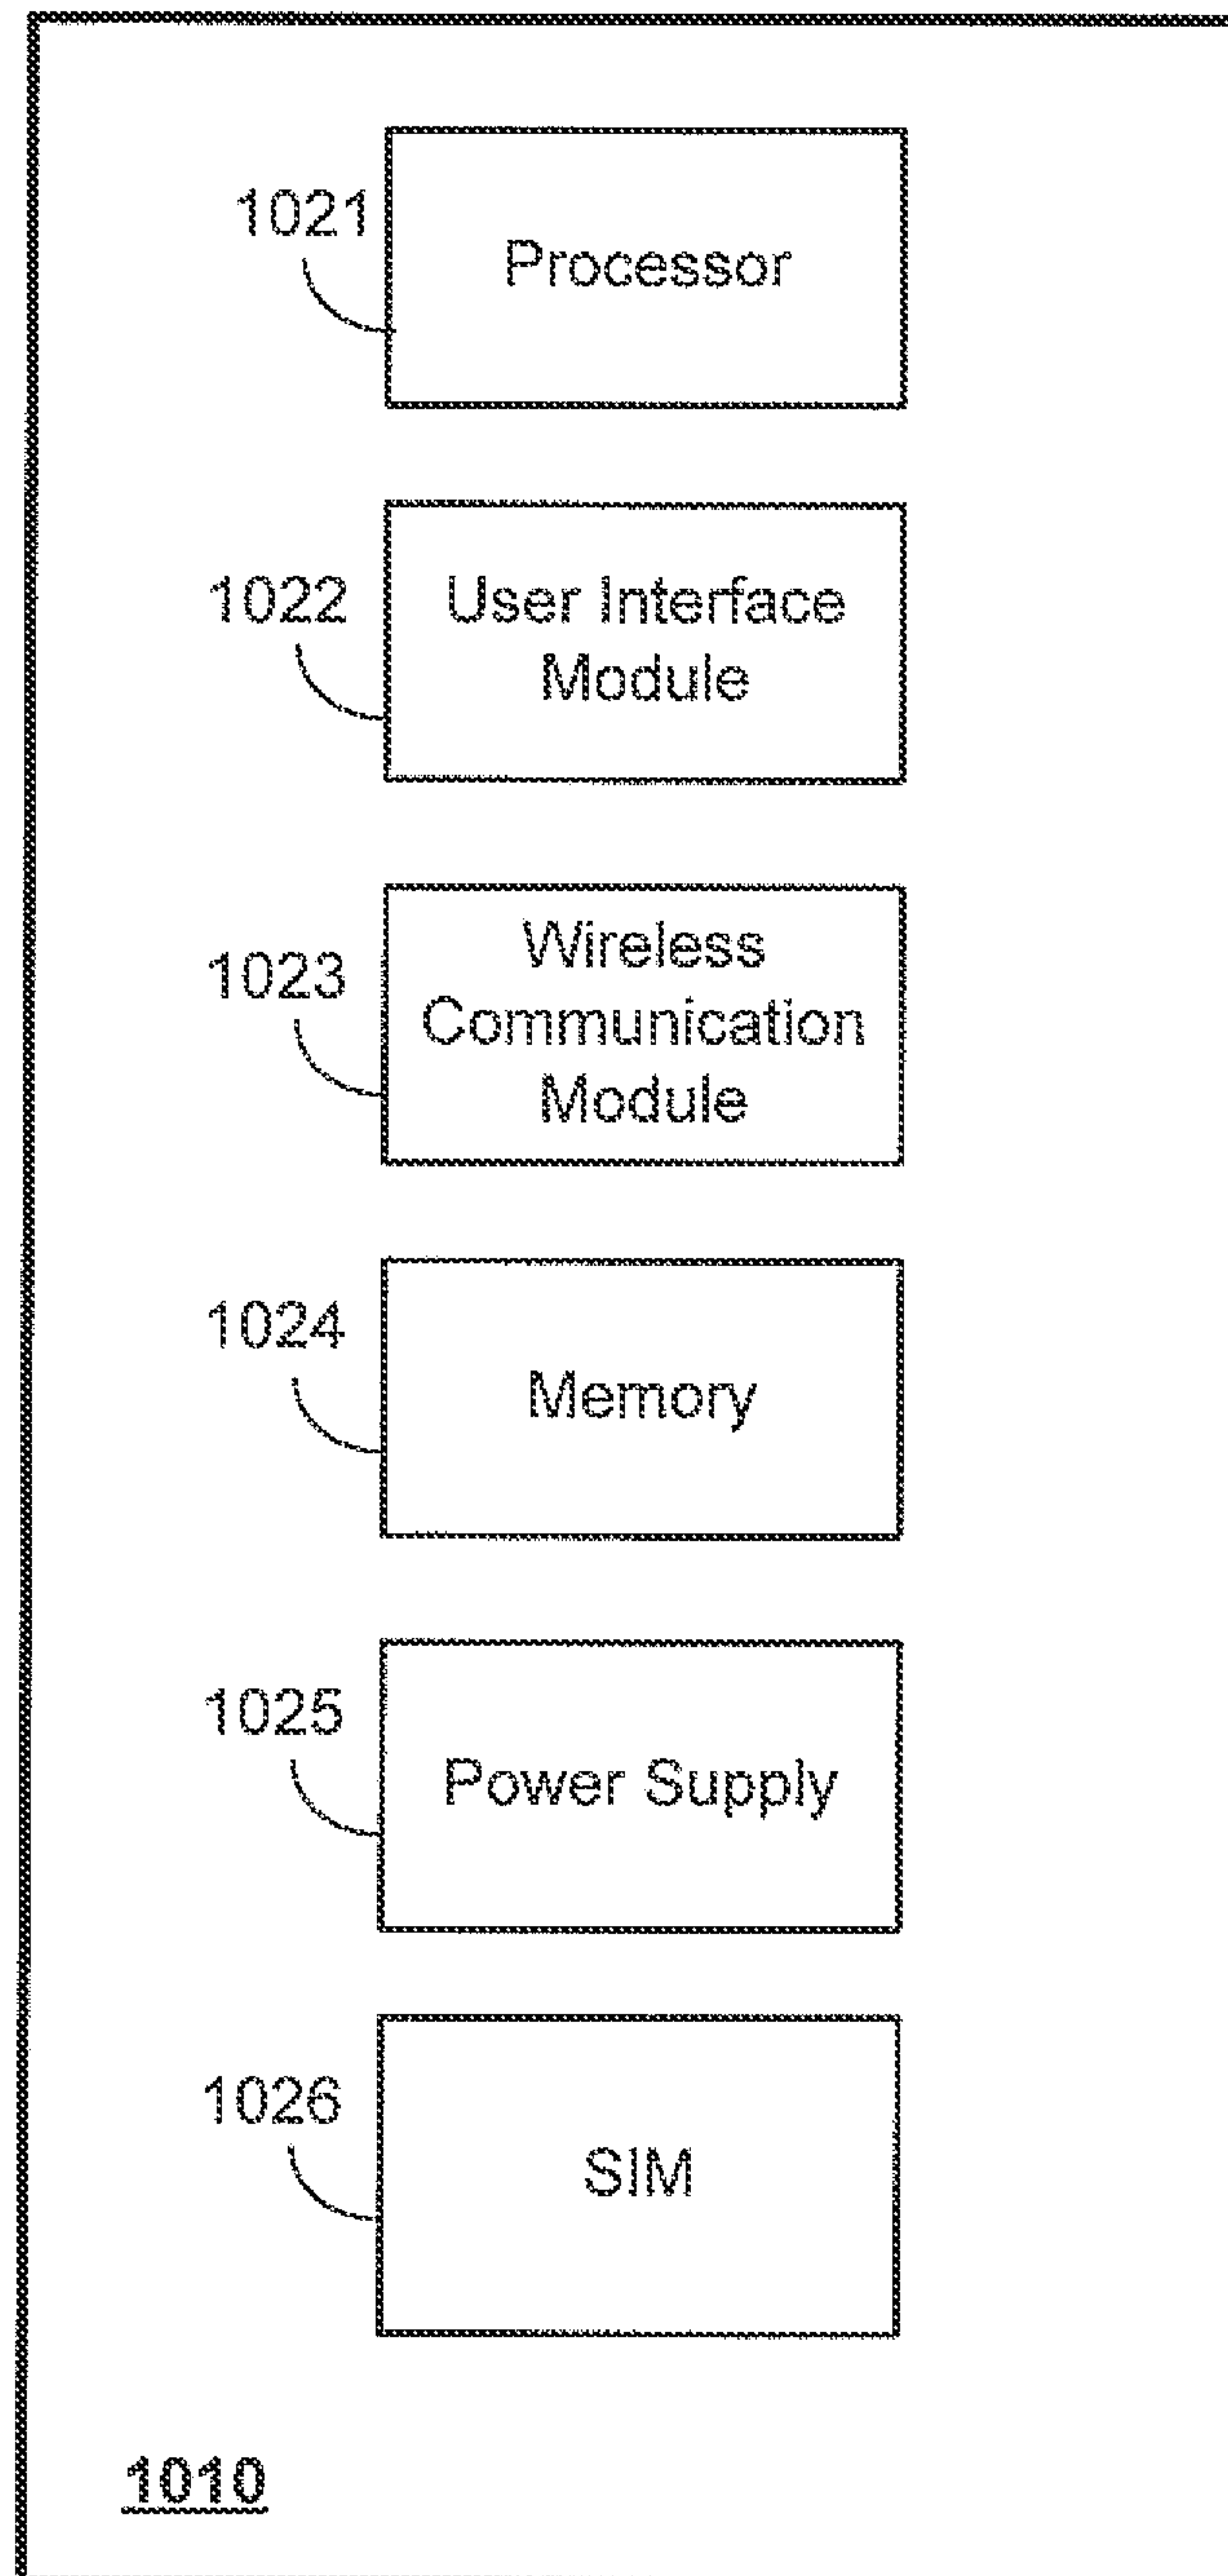 1021
Processor
1022
User Interface
Module
1023
Wireless
Communication
Module
1024
Memory
1025
Power Supply
1026
SIM
1010